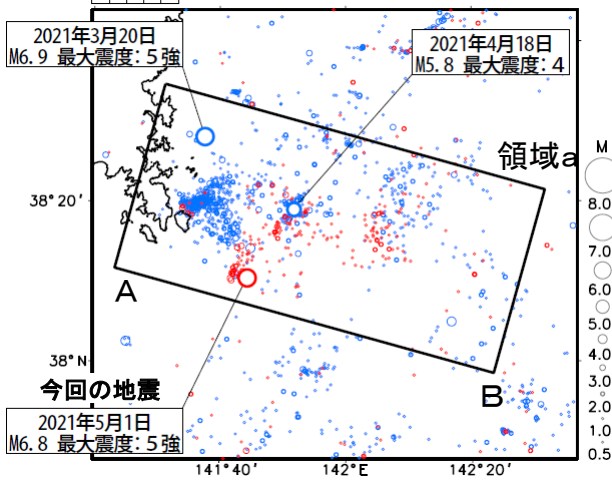 2021年3月20日
M6.9 最大震度：5強
2021年4月18日
M5.8 最大震度：4
領域a
M
38°20′
8.0
7.0
6.0
5.0
4.0
3.0
2.0
1.0
0.5
A
38°N
B
今回の地震
2021年5月1日
M6.8 最大震度：5強
141°40′
142°E
142°20′